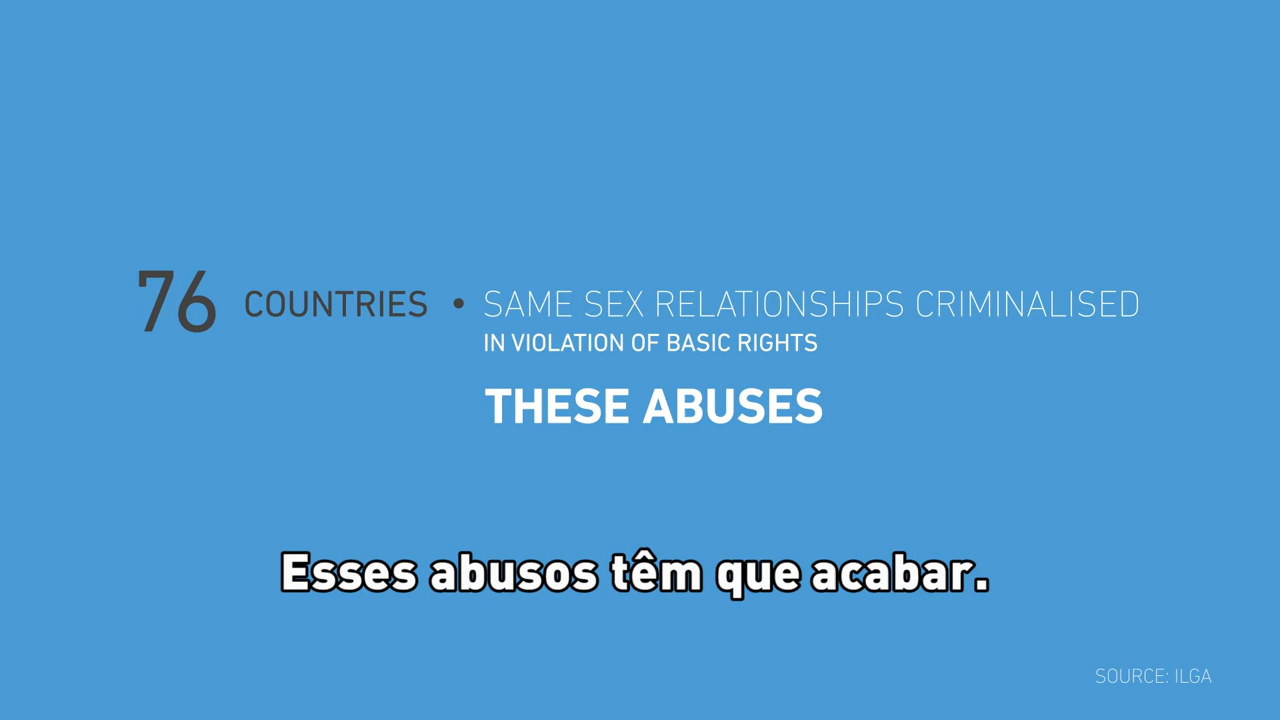 76 COUNTRIES • SAME SEX RELATIONSHIPS CRIMINALISED
IN VIOLATION OF BASIC RIGHTS
THESE ABUSES
Esses abusos têm que acabar.
SOURCE: ILGA